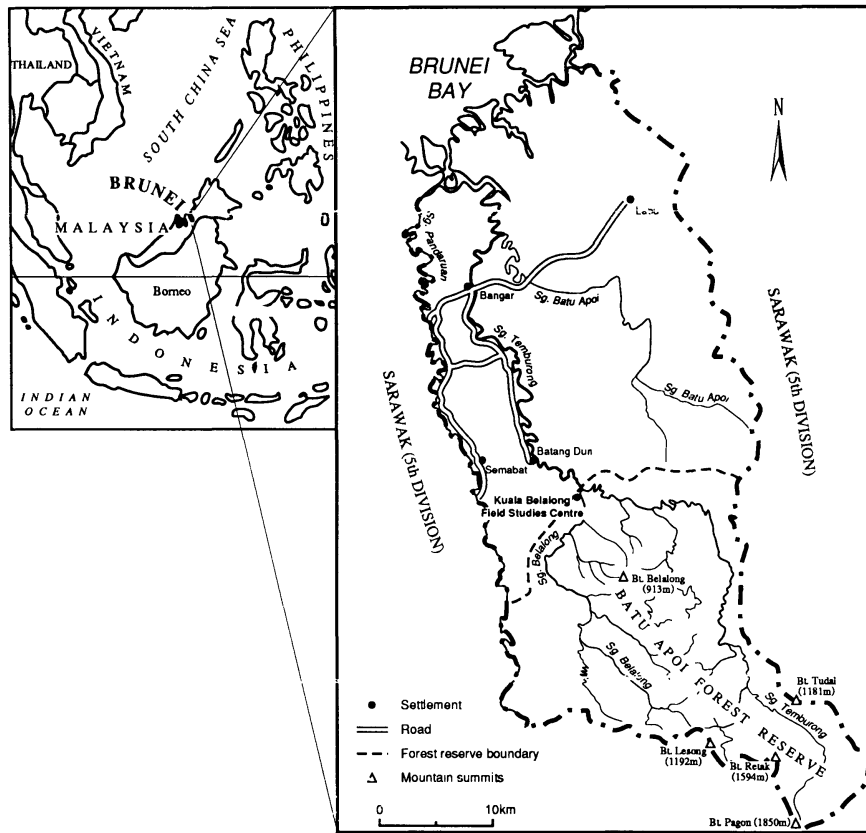 THAILAND
VIETNAM
SOUTH CHINA SEA
PHILIPPINES
BRUNEI
MALAYSIA
Borneo
INDONESIA
INDIAN
OCEAN
BRUNEI
BAY
N
Sg. Pandaruan
Bangar
Sg. Batu Apoi
Sg. Temburong
Sg Batu Apoi
SARAWAK (5th DIVISION)
SARAWAK (5th DIVISION)
Semabat
Batang Duri
Kuala Belalong
Field Studies Centre
Sg. Belalong
Bt. Belalong
(913m)
BATU APOI FOREST RESERVE
Sg Belalong
Sg Temburong
Bt. Tudal
(1181m)
Bt. Lesong
(1192m)
Bt. Retak
(1594m)
Bt. Pagon (1850m)
Settlement
Road
Forest reserve boundary
Mountain summits
0 10km